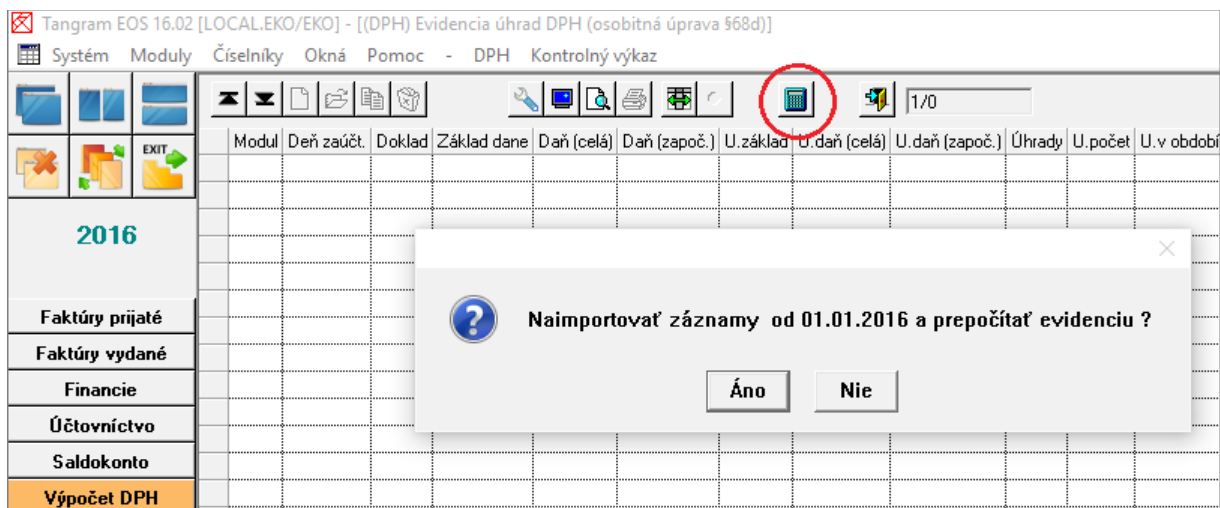 Tangram EOS 16.02 [LOCAL.EKO/EKO] - [(DPH) Evidencia úhrad DPH (osobitná úprava §68d)]
Systém Moduly Číselníky Okná Pomoc - DPH Kontrolný výkaz
1/0
EXIT
Modul Deň zaúčt. Doklad Základ dane Daň (celá) Daň (započ.) U.základ U.daň (celá) U.daň (započ.) Úhrady U.počet U.v období
2016
Naimportovať záznamy od 01.01.2016 a prepočítať evidenciu ?
Áno Nie
Faktúry prijaté
Faktúry vydané
Financie
Účtovníctvo
Saldokonto
Výpočet DPH